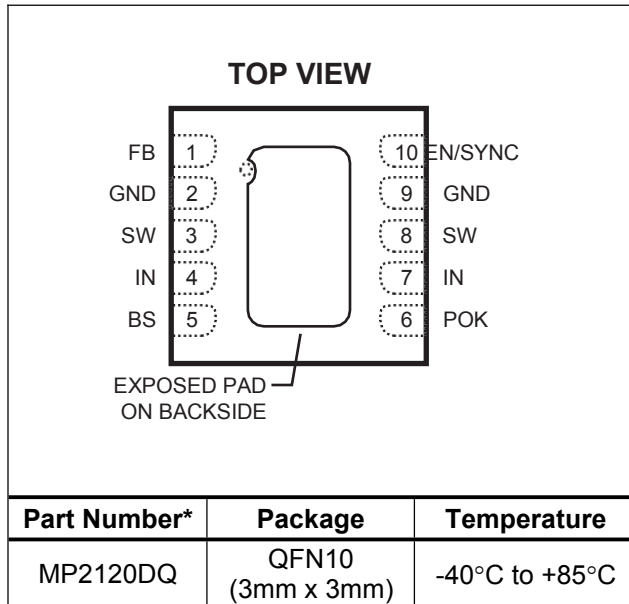 TOP VIEW
FB 1 10 EN/SYNC
GND 2 9 GND
SW 3 8 SW
IN 4 7 IN
BS 5 6 POK
EXPOSED PAD
ON BACKSIDE
Part Number* Package Temperature
MP2120DQ QFN10 (3mm x 3mm) -40°C to +85°C